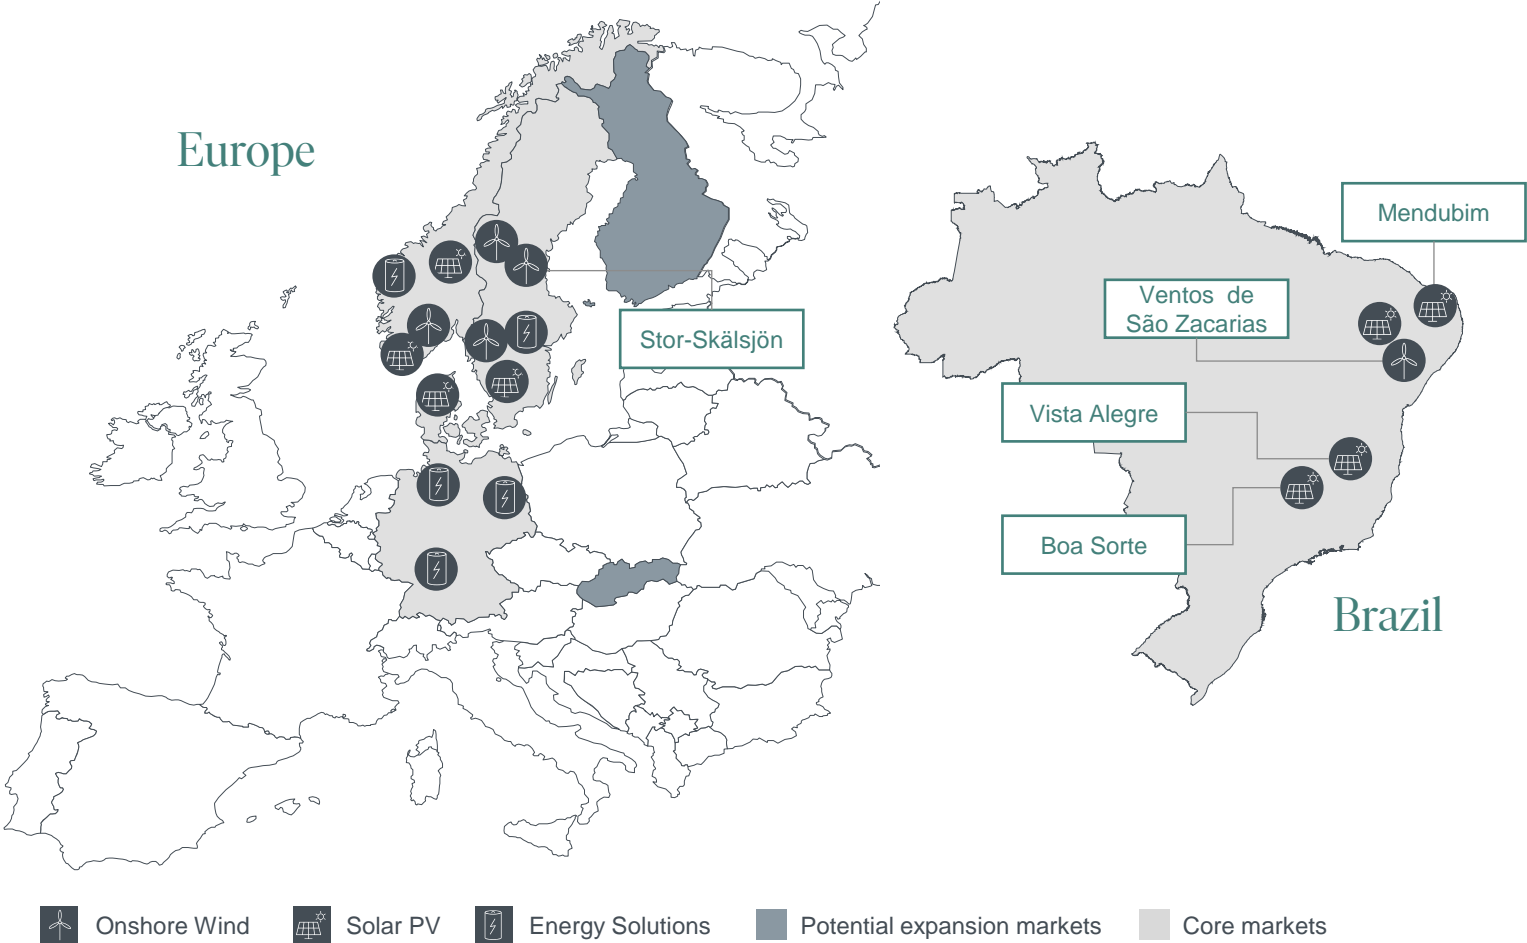 Europe
Mendubim
Ventos de
São Zacarias
Stor-Skälsjön
Vista Alegre
Boa Sorte
Brazil
Onshore Wind
Solar PV
Energy Solutions
Potential expansion markets
Core markets